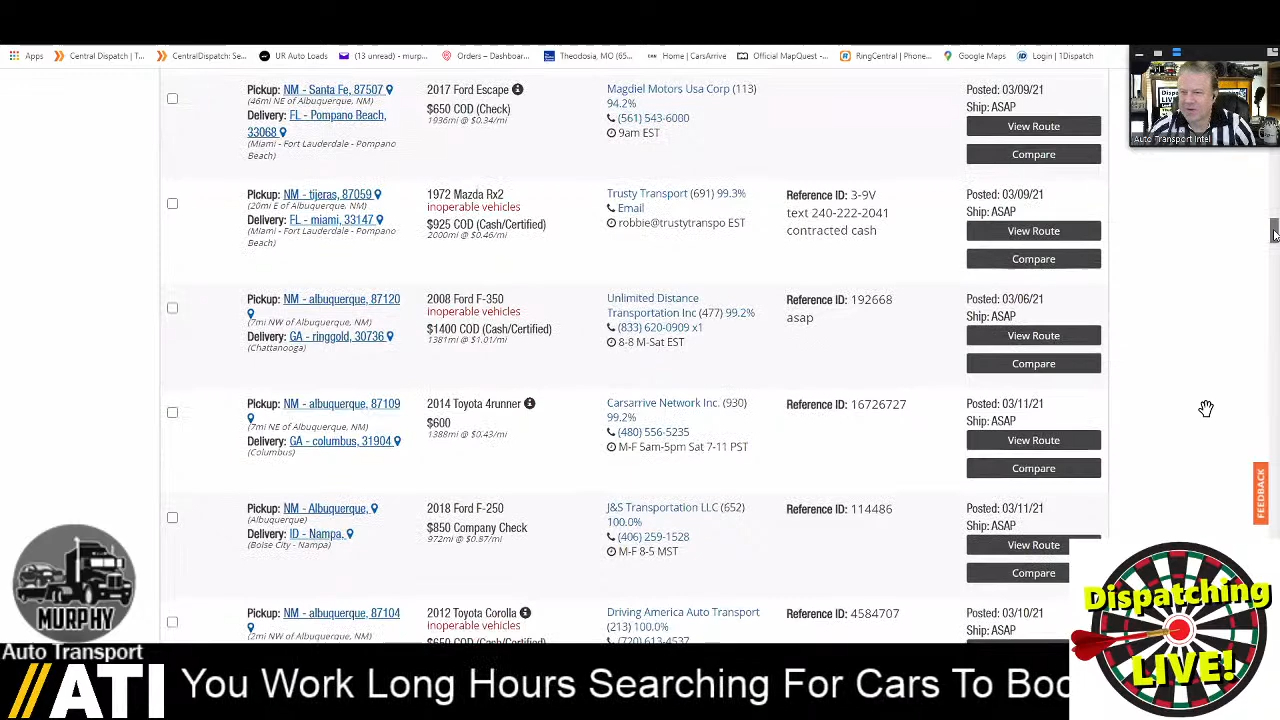 Apps Central Dispatch | T... CentralDispatch: Se... UR Auto Loads (13 unread) - murp... Orders – Dashboar... Theodosia, MO (65... Home | CarsArrive Official MapQuest -... RingCentral | Phone... Google Maps Login | 1Dispatch
Auto Transport Intel
Pickup: NM - Santa Fe, 87507
(46mi NE of Albuquerque, NM)
Delivery: FL - Pompano Beach,
33068
(Miami - Fort Lauderdale - Pompano
Beach)
2017 Ford Escape
$650 COD (Check)
1936mi @ $0.34/mi
Magdiel Motors Usa Corp (113)
94.2%
(561) 543-6000
9am EST
Posted: 03/09/21
Ship: ASAP
View Route
Compare
Pickup: NM - tijeras, 87059
(20mi E of Albuquerque, NM)
Delivery: FL - miami, 33147
(Miami - Fort Lauderdale - Pompano
Beach)
1972 Mazda Rx2
inoperable vehicles
$925 COD (Cash/Certified)
2000mi @ $0.46/mi
Trusty Transport (691) 99.3%
Email
robbie@trustytranspo EST
Reference ID: 3-9V
text 240-222-2041
contracted cash
Posted: 03/09/21
Ship: ASAP
View Route
Compare
Pickup: NM - albuquerque, 87120
(7mi NW of Albuquerque, NM)
Delivery: GA - ringgold, 30736
(Chattanooga)
2008 Ford F-350
inoperable vehicles
$1400 COD (Cash/Certified)
1381mi @ $1.01/mi
Unlimited Distance
Transportation Inc (477) 99.2%
(833) 620-0909 x1
8-8 M-Sat EST
Reference ID: 192668
asap
Posted: 03/06/21
Ship: ASAP
View Route
Compare
Pickup: NM - albuquerque, 87109
(7mi NE of Albuquerque, NM)
Delivery: GA - columbus, 31904
(Columbus)
2014 Toyota 4runner
$600
1388mi @ $0.43/mi
Carsarrive Network Inc. (930)
99.2%
(480) 556-5235
M-F 5am-5pm Sat 7-11 PST
Reference ID: 16726727
Posted: 03/11/21
Ship: ASAP
View Route
Compare
FEEDBACK
Pickup: NM - Albuquerque,
(Albuquerque)
Delivery: ID - Nampa,
(Boise City - Nampa)
2018 Ford F-250
$850 Company Check
972mi @ $0.87/mi
J&S Transportation LLC (652)
100.0%
(406) 259-1528
M-F 8-5 MST
Reference ID: 114486
Posted: 03/11/21
Ship: ASAP
View Route
Compare
Pickup: NM - albuquerque, 87104
(2mi NW of Albuquerque, NM)
2012 Toyota Corolla
inoperable vehicles
$650 COD (Cash/Certified)
Driving America Auto Transport
(213) 100.0%
(720) 613-4537
Reference ID: 4584707
Posted: 03/10/21
Ship: ASAP
MURPHY
Auto Transport
Dispatching
LIVE!
//ATI
You Work Long Hours Searching For Cars To Boo